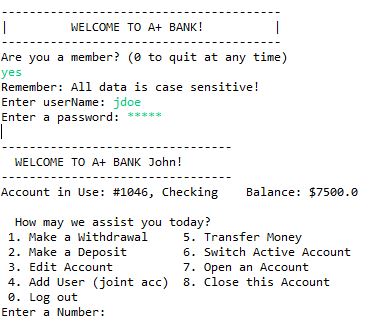 ----------------------------------------
|         WELCOME TO A+ BANK!          |
----------------------------------------
Are you a member? (0 to quit at any time)
yes
Remember: All data is case sensitive!
Enter userName: jdoe
Enter a password: *****
---------------------------------
WELCOME TO A+ BANK John!
---------------------------------
Account in Use: #1046, Checking    Balance: $7500.0
How may we assist you today?
1. Make a Withdrawal     5. Transfer Money
2. Make a Deposit        6. Switch Active Account
3. Edit Account          7. Open an Account
4. Add User (joint acc)  8. Close this Account
0. Log out
Enter a Number: